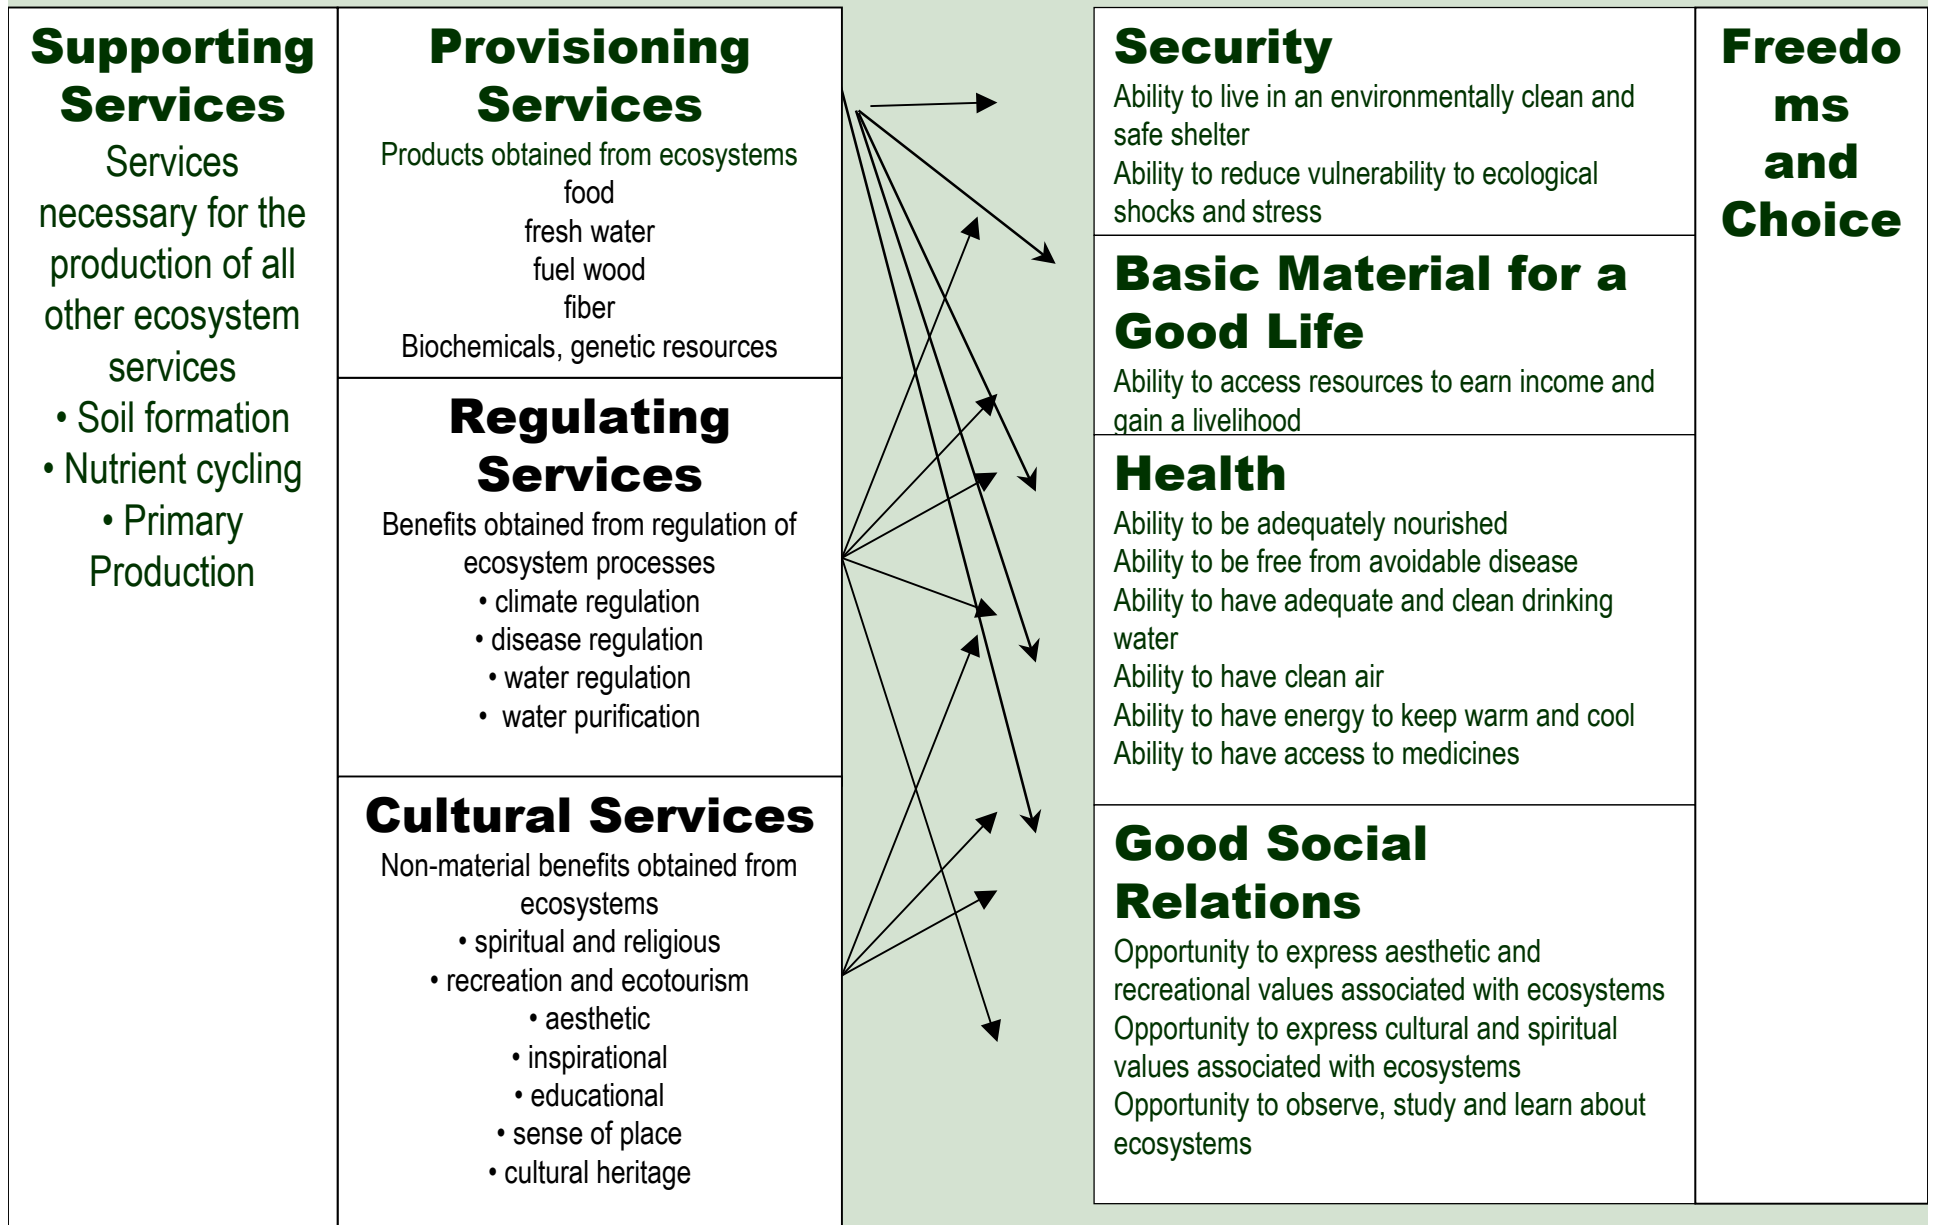 Supporting
Services
Services
necessary for the
production of all
other ecosystem
services
• Soil formation
• Nutrient cycling
• Primary
Production
Provisioning
Services
Products obtained from ecosystems
food
fresh water
fuel wood
fiber
Biochemicals, genetic resources
Regulating
Services
Benefits obtained from regulation of
ecosystem processes
• climate regulation
• disease regulation
• water regulation
• water purification
Cultural Services
Non-material benefits obtained from
ecosystems
• spiritual and religious
• recreation and ecotourism
• aesthetic
• inspirational
• educational
• sense of place
• cultural heritage
Security
Ability to live in an environmentally clean and
safe shelter
Ability to reduce vulnerability to ecological
shocks and stress
Basic Material for a
Good Life
Ability to access resources to earn income and
gain a livelihood
Health
Ability to be adequately nourished
Ability to be free from avoidable disease
Ability to have adequate and clean drinking
water
Ability to have clean air
Ability to have energy to keep warm and cool
Ability to have access to medicines
Good Social
Relations
Opportunity to express aesthetic and
recreational values associated with ecosystems
Opportunity to express cultural and spiritual
values associated with ecosystems
Opportunity to observe, study and learn about
ecosystems
Freedo
ms
and
Choice